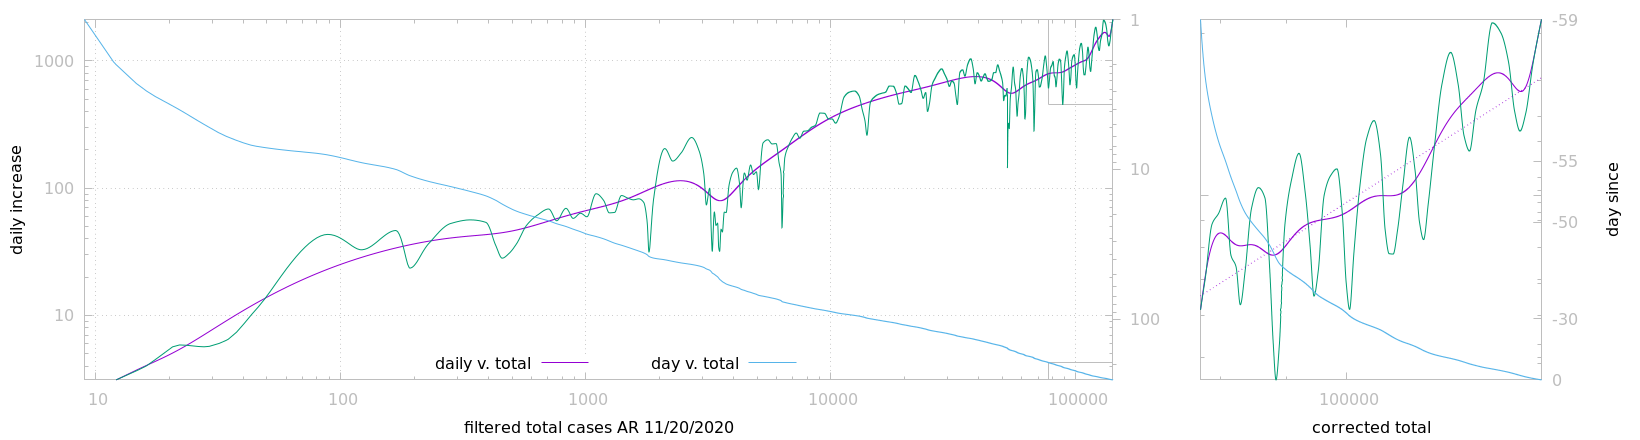 1000
100
10
daily increase
daily v. total
day v. total
10
100
1000
10000
100000
filtered total cases AR 11/20/2020
1
10
100
-59
-55
-50
-30
0
day since
100000
corrected total